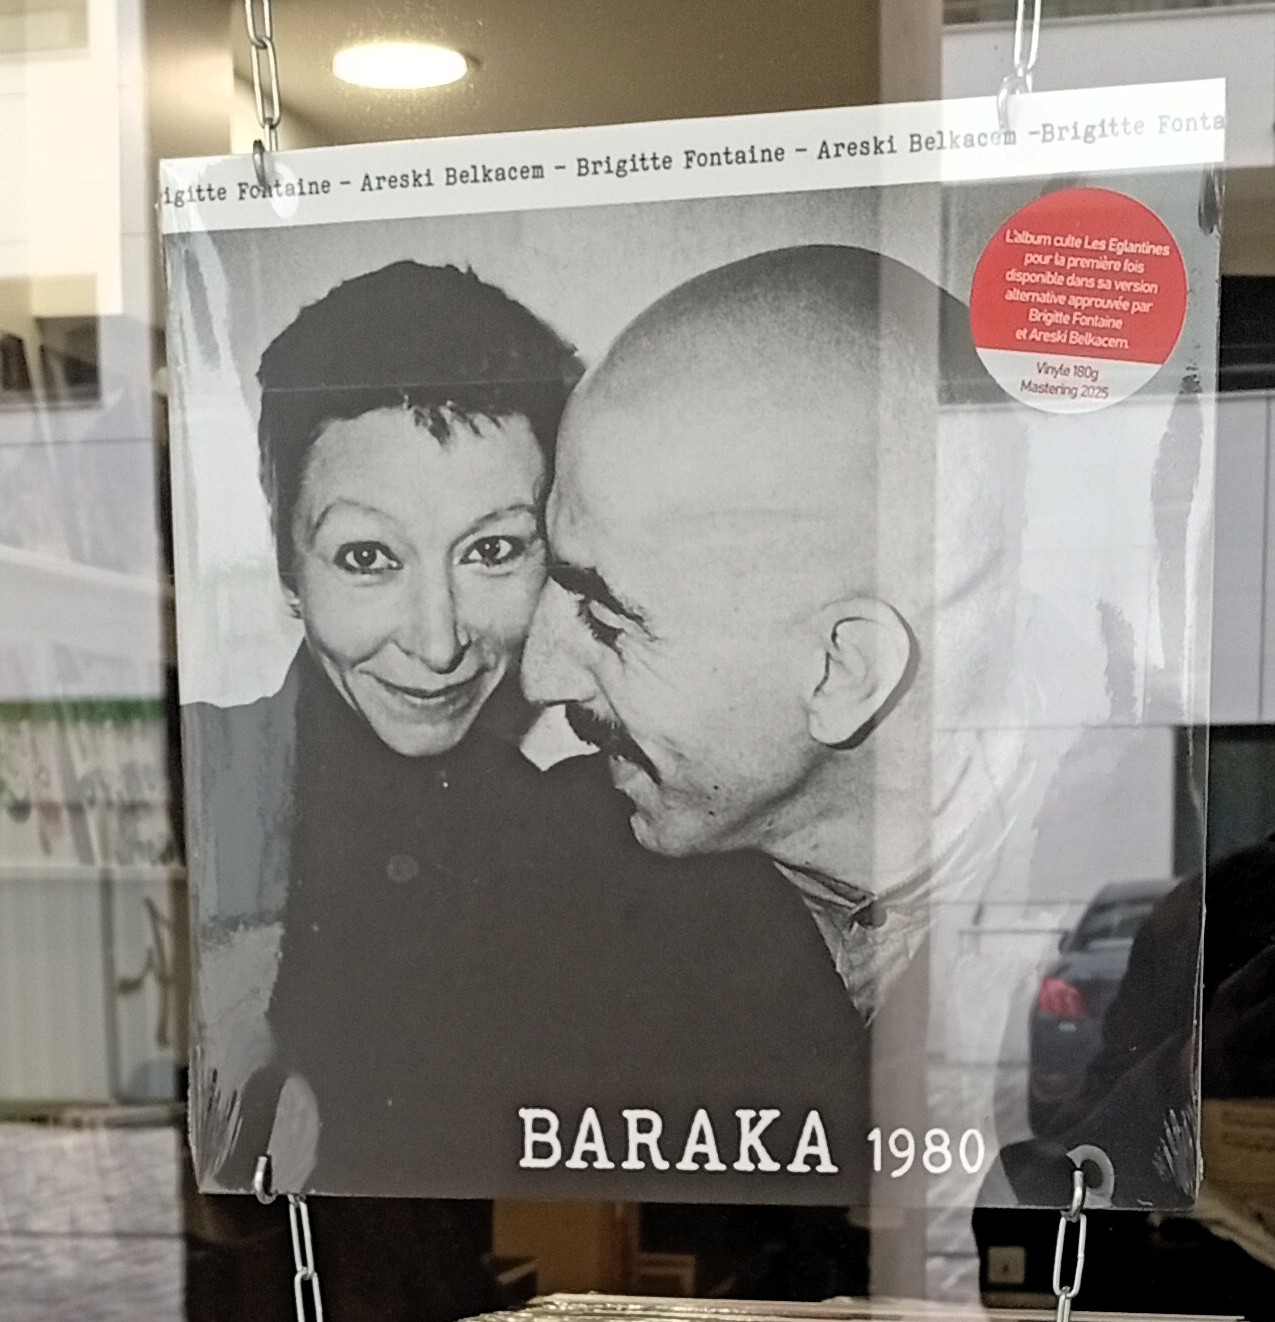 igitte Fontaine - Areski Belkacem - Brigitte Fontaine - Areski Belkacem -Brigitte Fonta
L'album culte Les Eglantines
pour la première fois
disponible dans sa version
alternative approuvée par
Brigitte Fontaine
et Areski Belkacem.
Vinyle 180g
Mastering 2025
BARAKA 1980